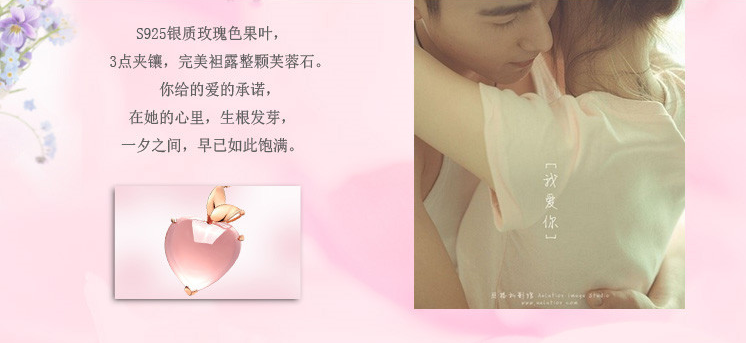 S925银质玫瑰色果叶，
3点夹镶，完美袒露整颗芙蓉石。
你给的爱的承诺，
在她的心里，生根发芽，
一夕之间，早已如此饱满。
［我爱你］
image Studio